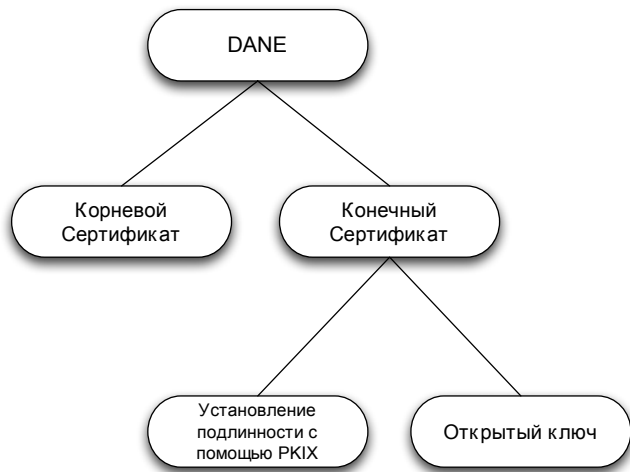 DANE
Корневой
Сертификат
Конечный
Сертификат
Установление
подлинности с
помощью PKIX
Открытый ключ